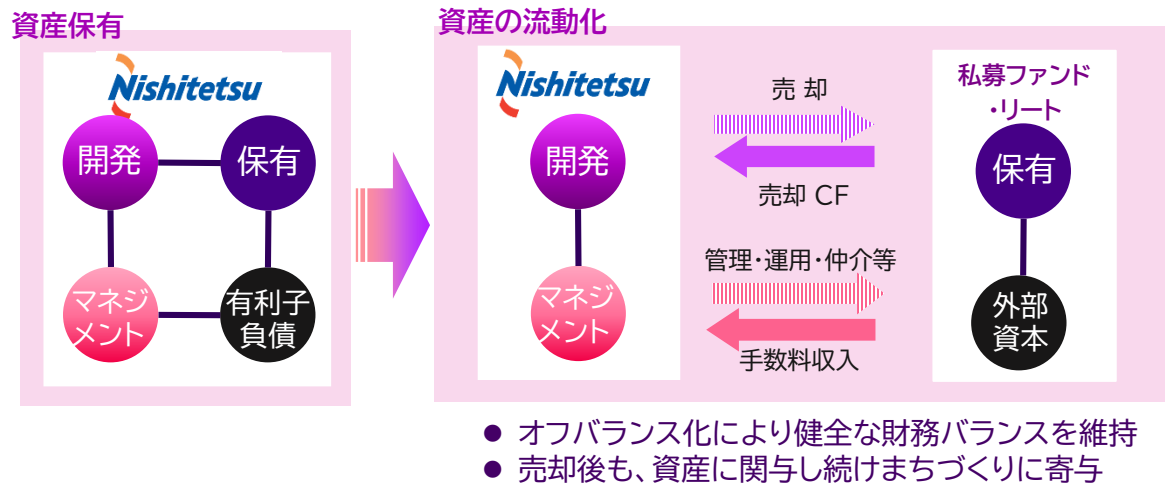 資産保有
Nishitetsu
開発
保有
マネジ
メント
有利子
負債
資産の流動化
Nishitetsu
開発
マネジ
メント
売 却
売却 CF
管理・運用・仲介等
手数料収入
私募ファンド
・リート
保有
外部
資本
● オフバランス化により健全な財務バランスを維持
● 売却後も、資産に関与し続けまちづくりに寄与